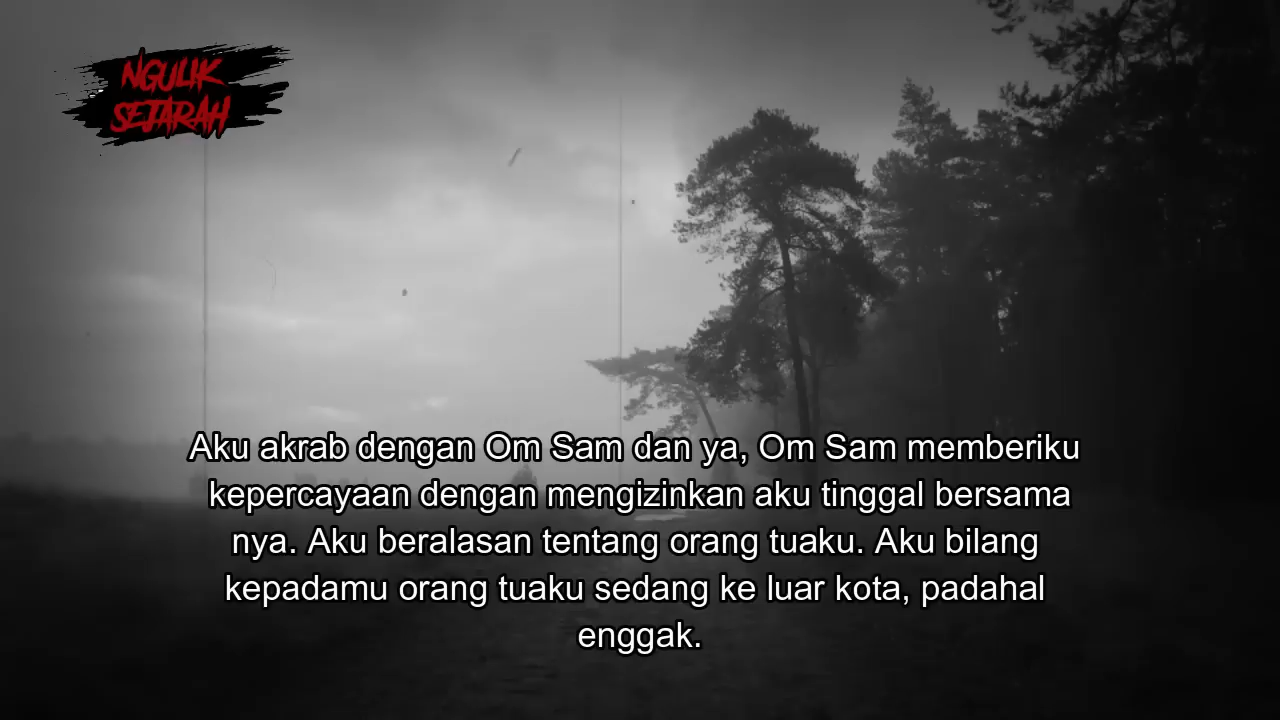 NGULIK
SEJARAH
Aku akrab dengan Om Sam dan ya, Om Sam memberiku
kepercayaan dengan mengizinkan aku tinggal bersama
nya. Aku beralasan tentang orang tuaku. Aku bilang
kepadamu orang tuaku sedang ke luar kota, padahal
enggak.